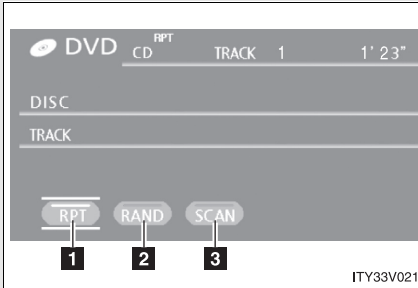 DVD CD RPT TRACK 1 1' 23"
DISC
TRACK
RPT RAND SCAN
1 2 3
ITY33V021